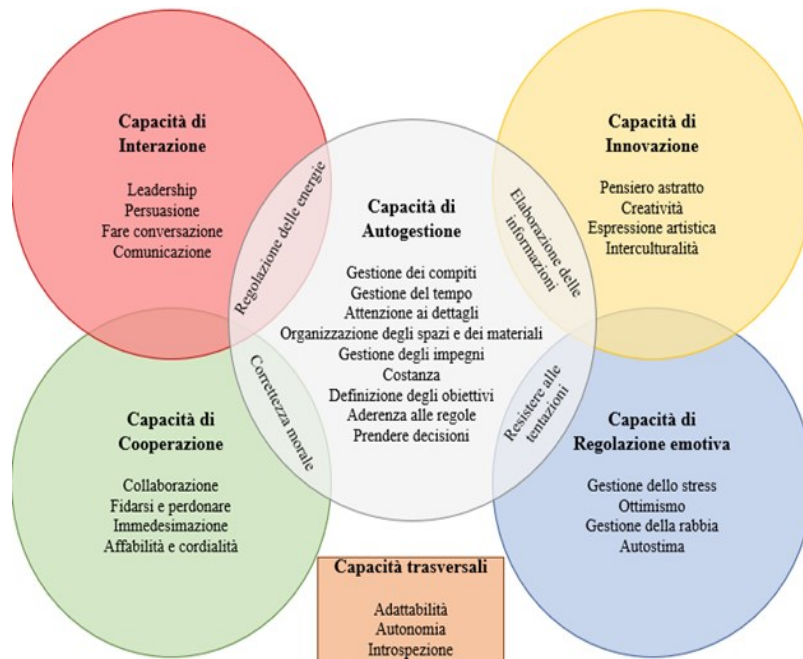 Capacità di
Interazione
Leadership
Persuasione
Fare conversazione
Comunicazione
Regolazione delle energie
Capacità di
Autogestione
Gestione dei compiti
Gestione del tempo
Attenzione ai dettagli
Organizzazione degli spazi e dei materiali
Gestione degli impegni
Costanza
Definizione degli obiettivi
Aderenza alle regole
Prendere decisioni
Elaborazione delle
informazioni
Capacità di
Innovazione
Pensiero astratto
Creatività
Espressione artistica
Interculturalità
Capacità di
Cooperazione
Collaborazione
Fidarsi e perdonare
Immedesimazione
Affabilità e cordialità
Correttezza morale
Resistere alle
tentazioni
Capacità di
Regolazione emotiva
Gestione dello stress
Ottimismo
Gestione della rabbia
Autostima
Capacità trasversali
Adattabilità
Autonomia
Introspezione